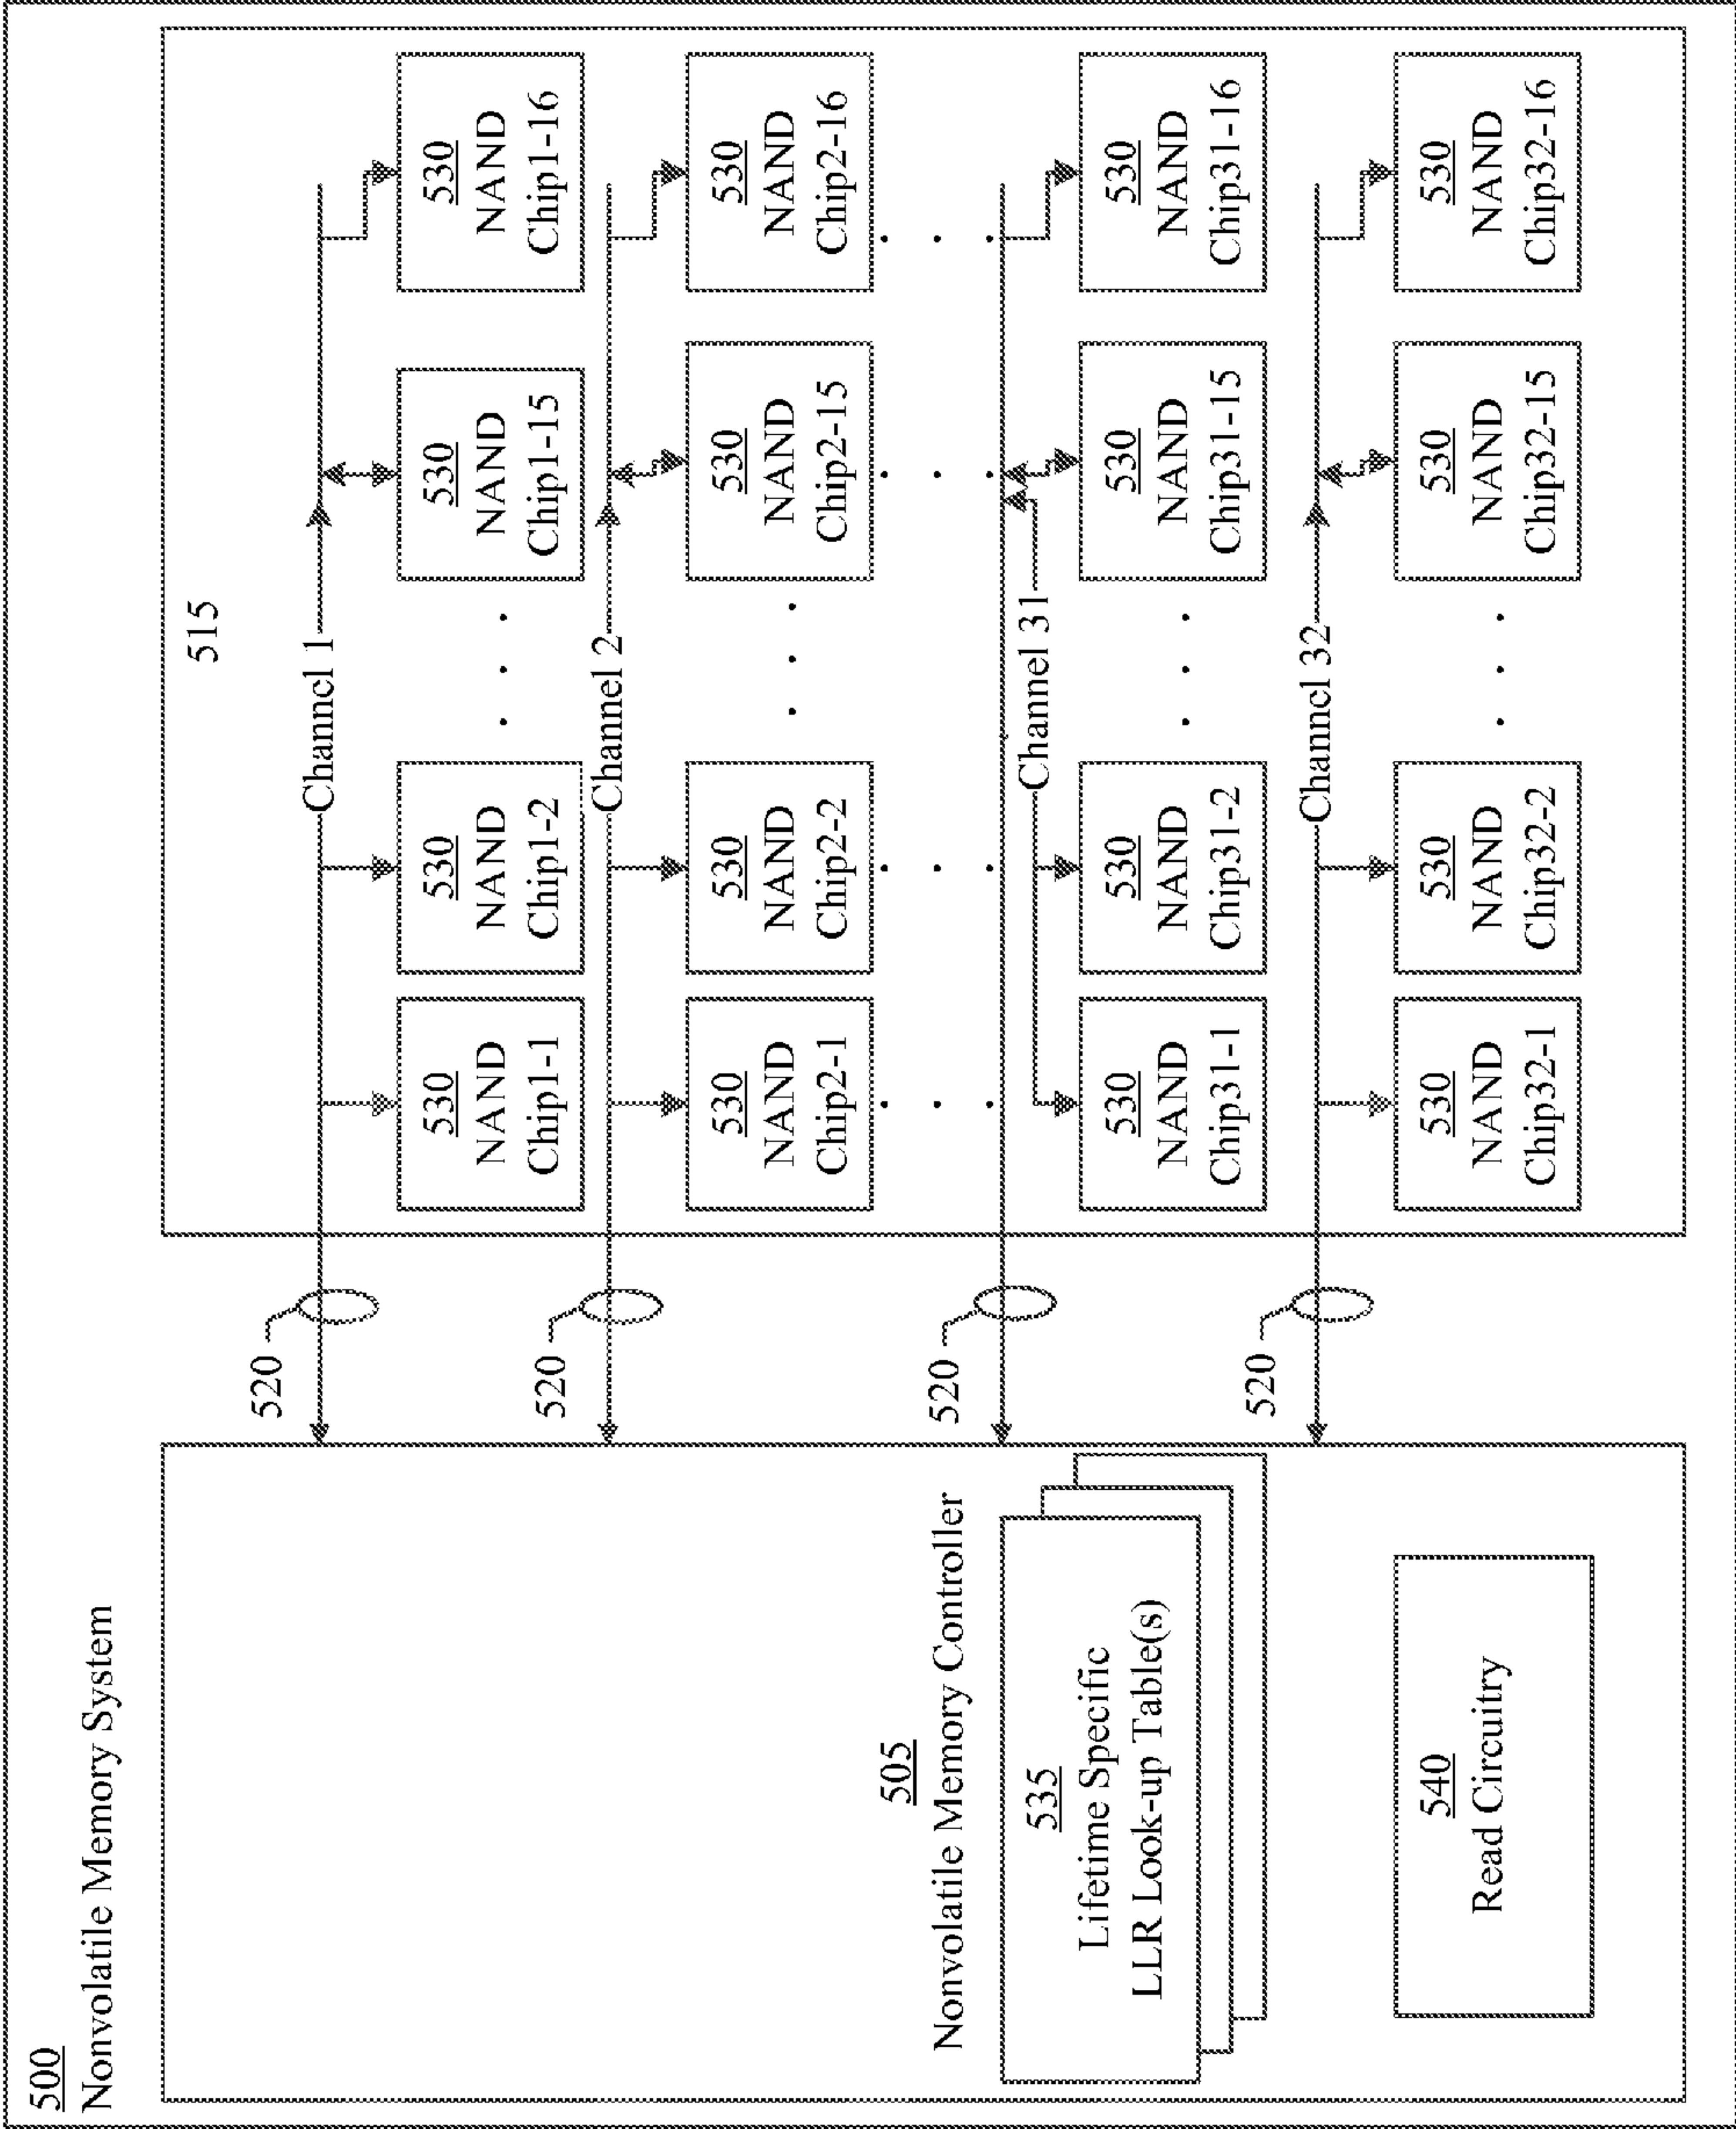 500
Nonvolatile Memory System
505
Nonvolatile Memory Controller
535
Lifetime Specific
LLR Look-up Table(s)
540
Read Circuitry
520
520
520
520
515
Channel 1
530
NAND
Chip1-1
530
NAND
Chip1-2
. . .
530
NAND
Chip1-15
530
NAND
Chip1-16
Channel 2
530
NAND
Chip2-1
530
NAND
Chip2-2
. . .
530
NAND
Chip2-15
530
NAND
Chip2-16
. . .
. . .
. . .
. . .
Channel 31
530
NAND
Chip31-1
530
NAND
Chip31-2
. . .
530
NAND
Chip31-15
530
NAND
Chip31-16
Channel 32
530
NAND
Chip32-1
530
NAND
Chip32-2
. . .
530
NAND
Chip32-15
530
NAND
Chip32-16